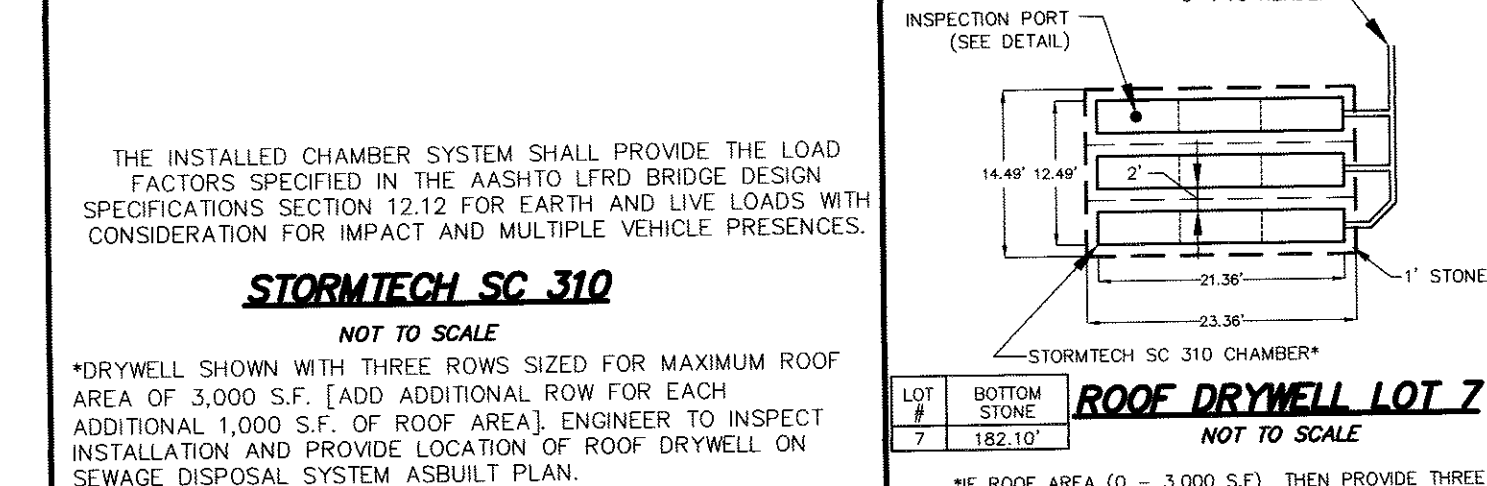 THE INSTALLED CHAMBER SYSTEM SHALL PROVIDE THE LOAD
FACTORS SPECIFIED IN THE AASHTO LFRD BRIDGE DESIGN
SPECIFICATIONS SECTION 12.12 FOR EARTH AND LIVE LOADS WITH
CONSIDERATION FOR IMPACT AND MULTIPLE VEHICLE PRESENCES.
STORMTECH SC 310
NOT TO SCALE
*DRYWELL SHOWN WITH THREE ROWS SIZED FOR MAXIMUM ROOF
AREA OF 3,000 S.F. [ADD ADDITIONAL ROW FOR EACH
ADDITIONAL 1,000 S.F. OF ROOF AREA]. ENGINEER TO INSPECT
INSTALLATION AND PROVIDE LOCATION OF ROOF DRYWELL ON
SEWAGE DISPOSAL SYSTEM ASBUILT PLAN.
INSPECTION PORT
(SEE DETAIL)
14.49' 12.49'
2'
21.36'
1' STONE
23.36'
STORMTECH SC 310 CHAMBER*
LOT # BOTTOM STONE
7 182.10'
ROOF DRYWELL LOT 7
NOT TO SCALE
*IF ROOF AREA (0 - 3,000 S.F) THEN PROVIDE THREE